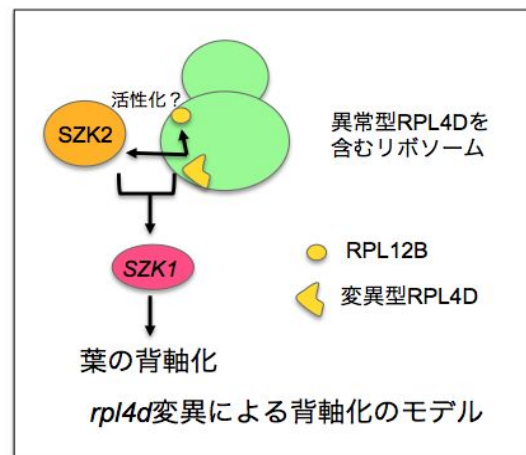 活性化？
SZK2
異常型RPL4Dを
含むリボソーム
SZK1
RPL12B
変異型RPL4D
葉の背軸化
rpl4d変異による背軸化のモデル